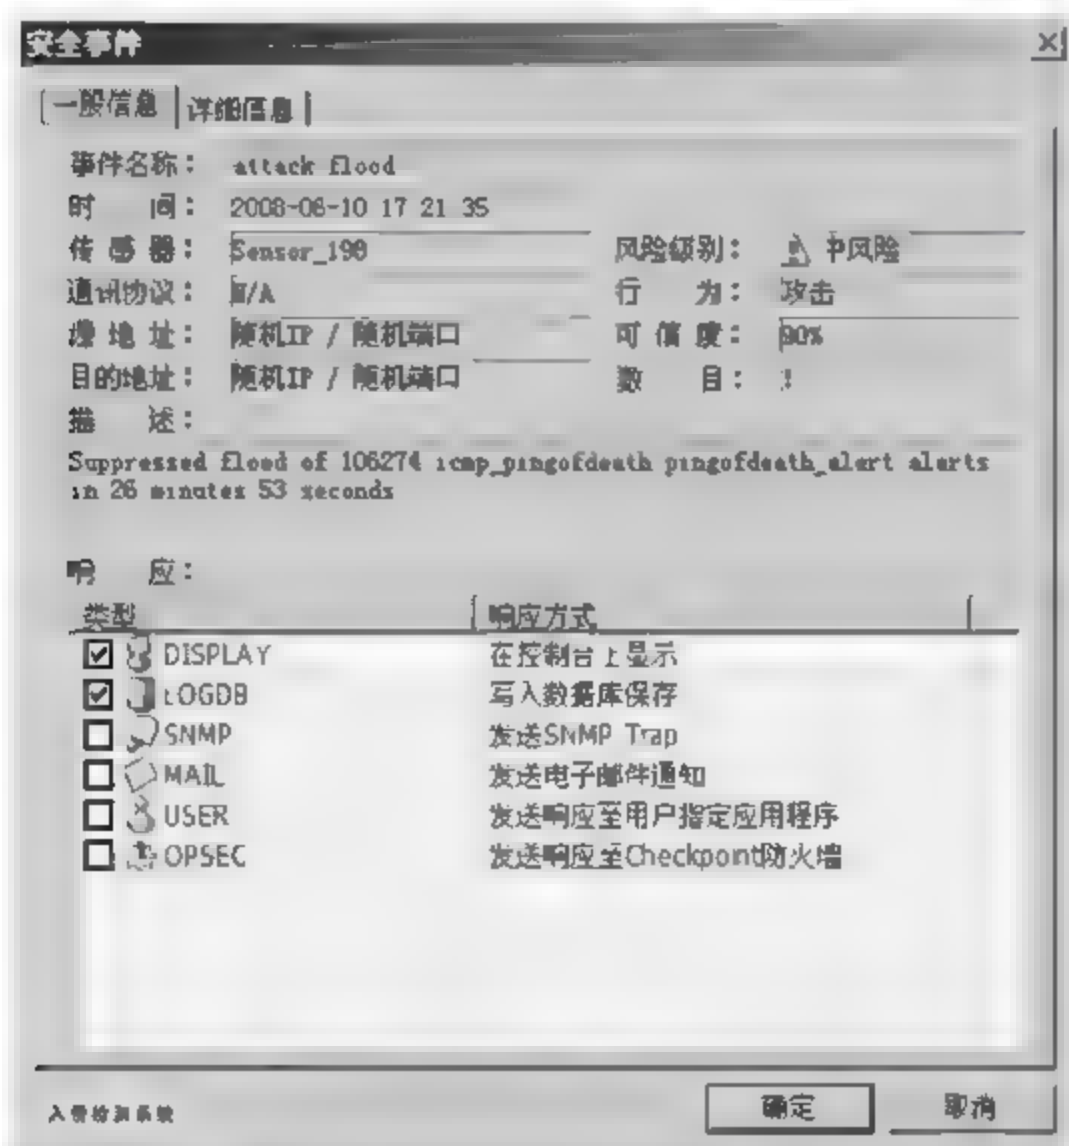 安全事件
一般信息 详细信息
事件名称： attack flood
时 间： 2008-06-10 17 21 35
传 感 器： Sensor_198 风险级别： 中风险
通讯协议： N/A 行 为： 攻击
源 地 址： 随机IP / 随机端口 可 信 度： 90%
目的地址： 随机IP / 随机端口 数 目： 1
描 述：
Suppressed flood of 106274 icmp_pingofdeath pingofdeath_alert alerts
in 26 minutes 53 seconds
响 应：
类型 响应方式
DISPLAY 在控制台上显示
LOGDB 写入数据库保存
SNMP 发送SNMP Trap
MAIL 发送电子邮件通知
USER 发送响应至用户指定应用程序
OPSEC 发送响应至Checkpoint防火墙
入侵检测系统 确定 取消